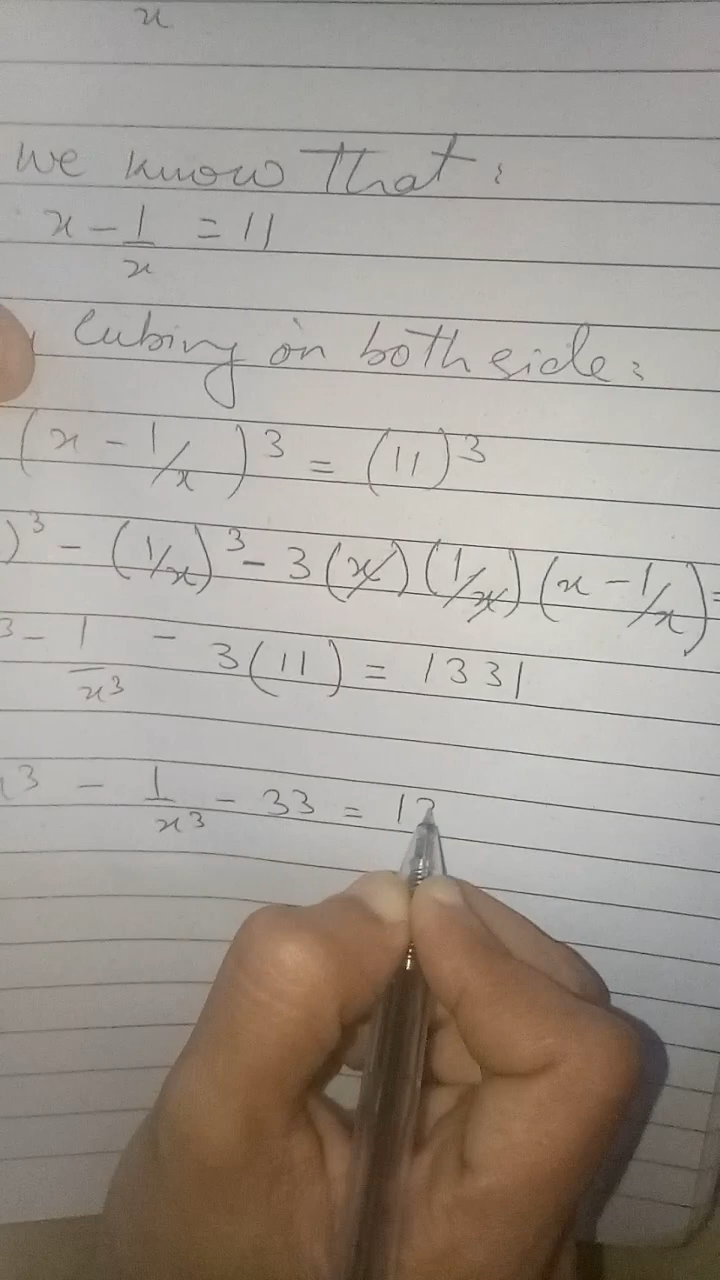 x
we know that:
x - 1/x = 11
Cubing on both side:
(x - 1/x)^3 = (11)^3
)^3 - (1/x)^3 - 3(x)(1/x)(x - 1/x) =
3 - 1/x^3 - 3(11) = 1331
x^3 - 1/x^3 - 33 = 13